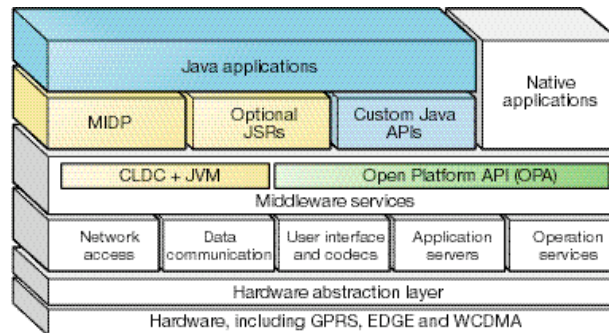 Java applications
Native
applications
MIDP
Optional
JSRs
Custom Java
APIs
CLDC + JVM
Open Platform API (OPA)
Middleware services
Network
access
Data
communication
User interface
and codecs
Application
servers
Operation
services
Hardware abstraction layer
Hardware, including GPRS, EDGE and WCDMA